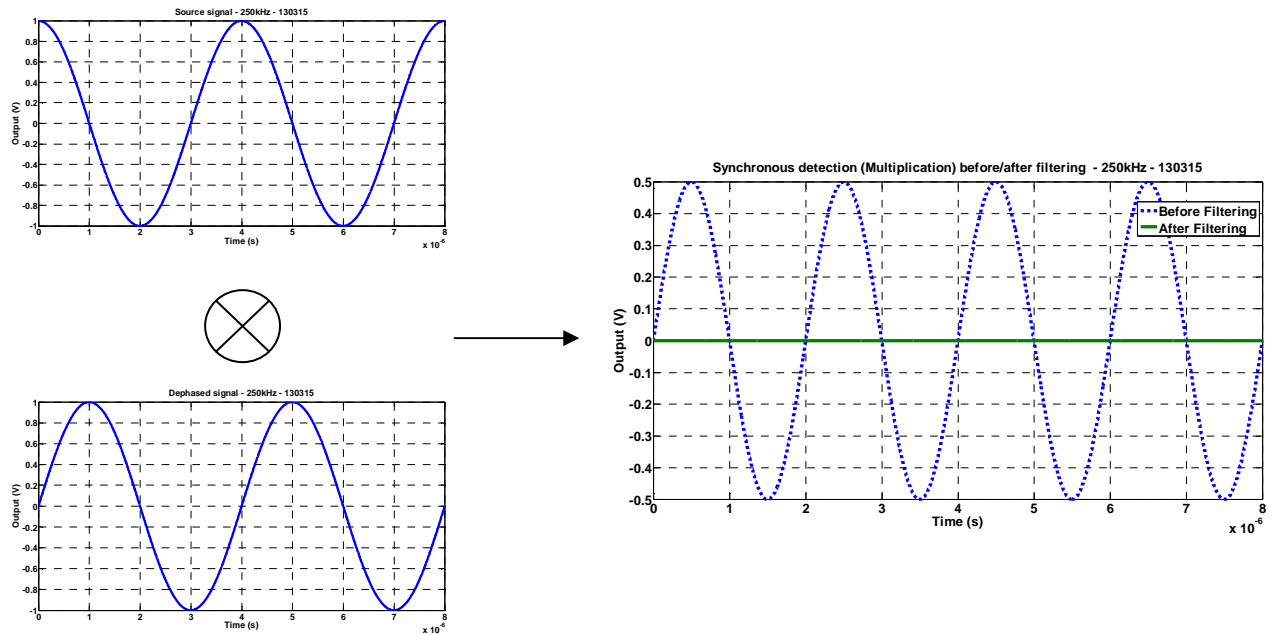 Source signal - 250kHz - 130315
Output (V)
1
0.8
0.6
0.4
0.2
0
-0.2
-0.4
-0.6
-0.8
-1
0 1 2 3 4 5 6 7 8
Time (s)
x 10⁻⁶
Dephased signal - 250kHz - 130315
Output (V)
1
0.8
0.6
0.4
0.2
0
-0.2
-0.4
-0.6
-0.8
-1
0 1 2 3 4 5 6 7 8
Time (s)
x 10⁻⁶
Synchronous detection (Multiplication) before/after filtering - 250kHz - 130315
Before Filtering
After Filtering
Output (V)
0.5
0.4
0.3
0.2
0.1
0
-0.1
-0.2
-0.3
-0.4
-0.5
0 1 2 3 4 5 6 7 8
Time (s)
x 10⁻⁶